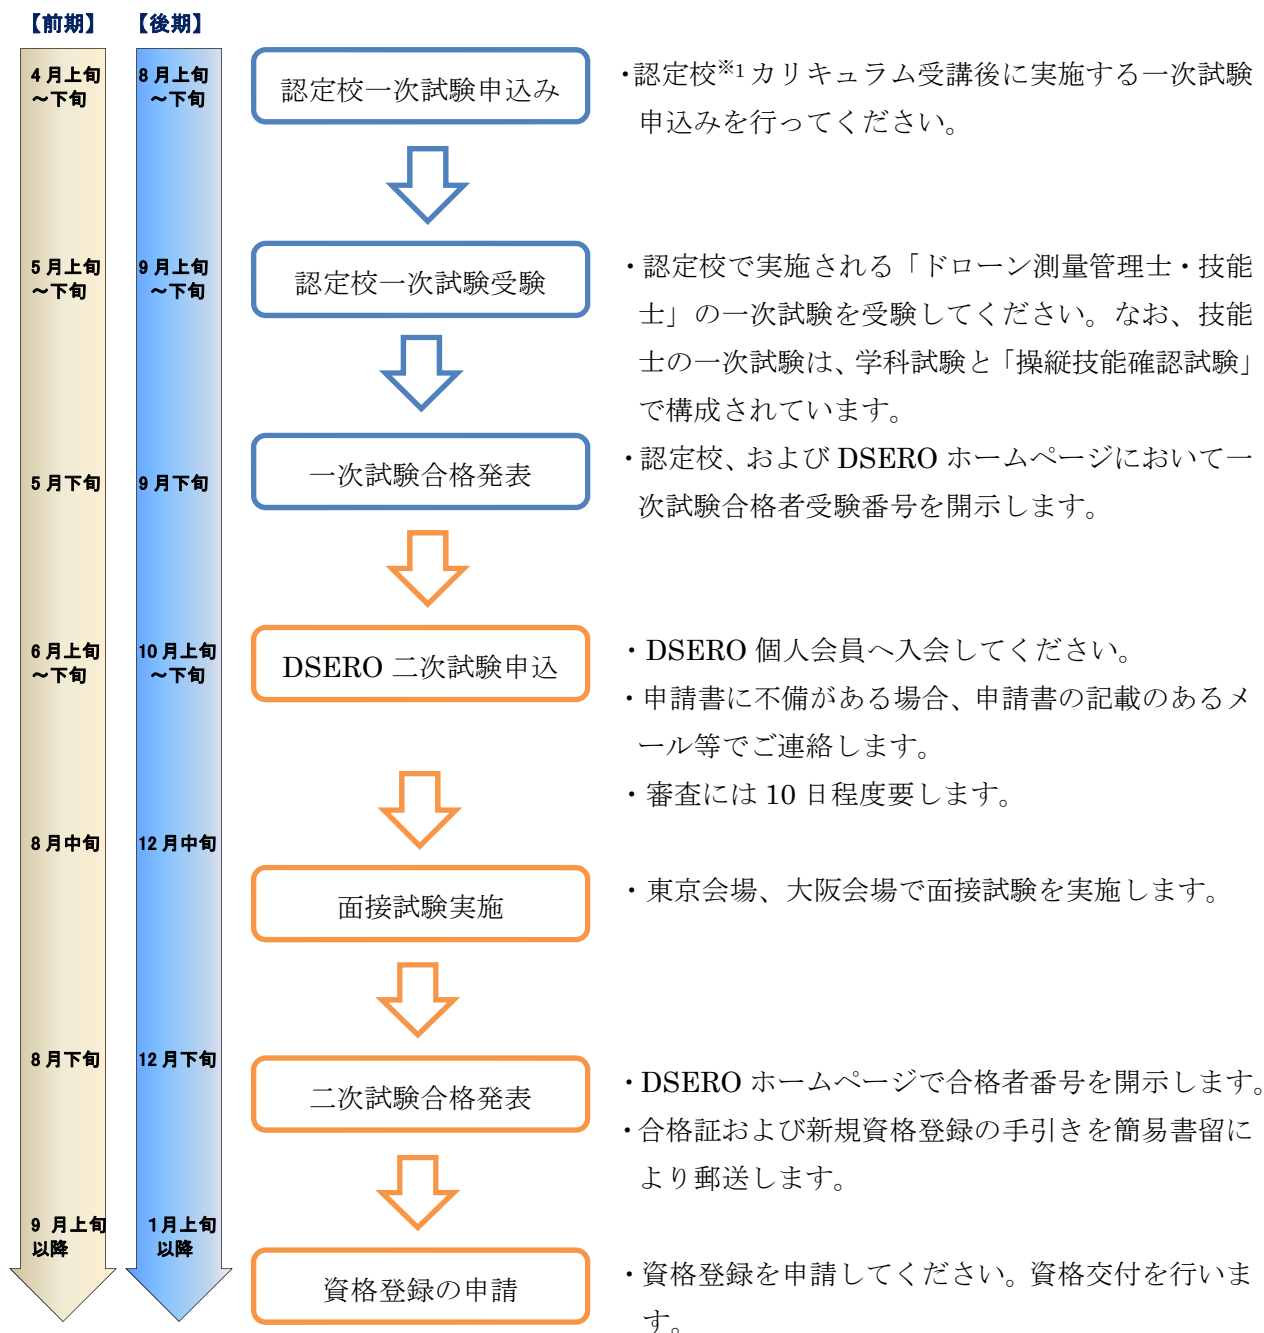 【前期】 【後期】
4月上旬
～下旬
8月上旬
～下旬
認定校一次試験申込み
・認定校※1カリキュラム受講後に実施する一次試験
申込みを行ってください。
5月上旬
～下旬
9月上旬
～下旬
認定校一次試験受験
・認定校で実施される「ドローン測量管理士・技能
士」の一次試験を受験してください。なお、技能
士の一次試験は、学科試験と「操縦技能確認試験」
で構成されています。
5月下旬
9月下旬
一次試験合格発表
・認定校、および DSERO ホームページにおいて一
次試験合格者受験番号を開示します。
6月上旬
～下旬
10月上旬
～下旬
DSERO 二次試験申込
・DSERO 個人会員へ入会してください。
・申請書に不備がある場合、申請書の記載のあるメ
ール等でご連絡します。
・審査には 10 日程度要します。
8月中旬
12月中旬
面接試験実施
・東京会場、大阪会場で面接試験を実施します。
8月下旬
12月下旬
二次試験合格発表
・DSERO ホームページで合格者番号を開示します。
・合格証および新規資格登録の手引きを簡易書留に
より郵送します。
9 月上旬
以降
1月上旬
以降
資格登録の申請
・資格登録を申請してください。資格交付を行いま
す。